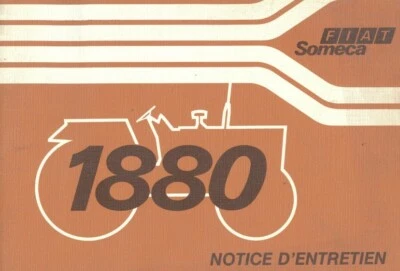 FIAT
Someca
1880
NOTICE D'ENTRETIEN